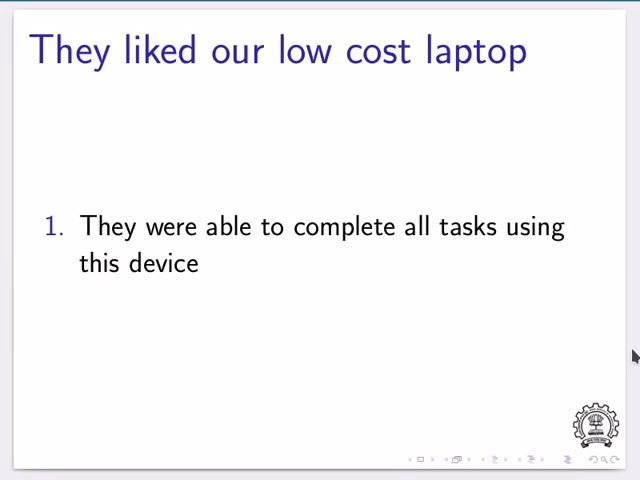 They liked our low cost laptop
1. They were able to complete all tasks using
this device